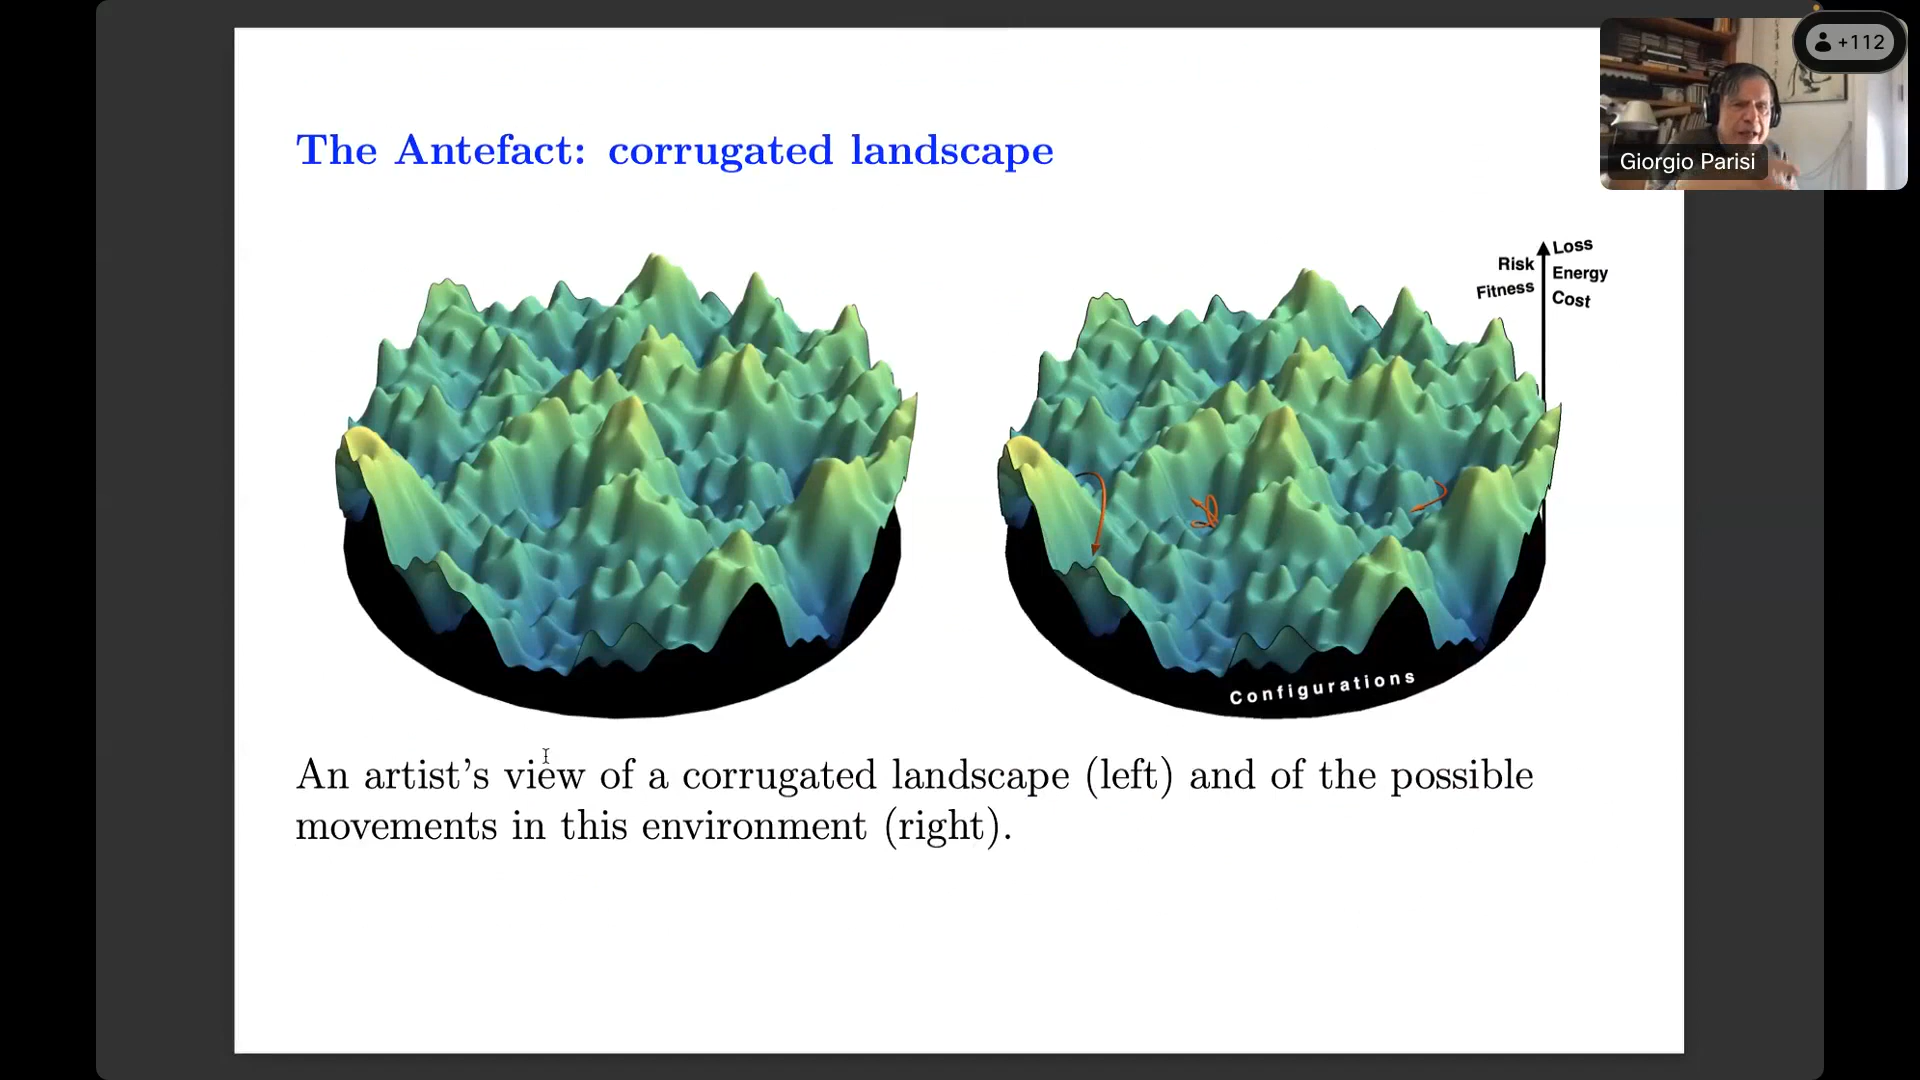 +112
Giorgio Parisi
The Antefact: corrugated landscape
Loss
Risk
Energy
Fitness
Cost
Configurations
An artist’s view of a corrugated landscape (left) and of the possible
movements in this environment (right).